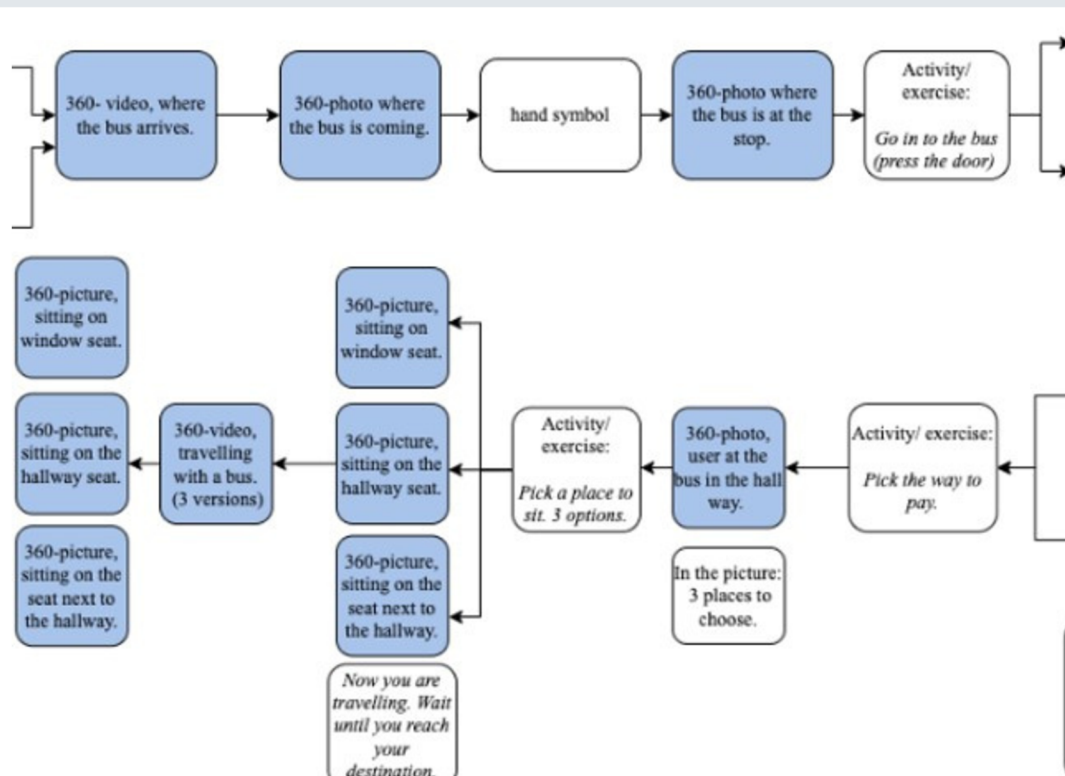 360- video, where
the bus arrives.
360-photo where
the bus is coming.
hand symbol
360-photo where
the bus is at the
stop.
Activity/
exercise:
Go in to the bus
(press the door)
360-picture,
sitting on
window seat.
360-picture,
sitting on the
hallway seat.
360-picture,
sitting on the
seat next to
the hallway.
360-video,
travelling
with a bus.
(3 versions)
360-picture,
sitting on
window seat.
360-picture,
sitting on the
hallway seat.
360-picture,
sitting on the
seat next to
the hallway.
Now you are
travelling. Wait
until you reach
your
destination.
Activity/
exercise:
Pick a place to
sit. 3 options.
360-photo,
user at the
bus in the hall
way.
In the picture:
3 places to
choose.
Activity/ exercise:
Pick the way to
pay.